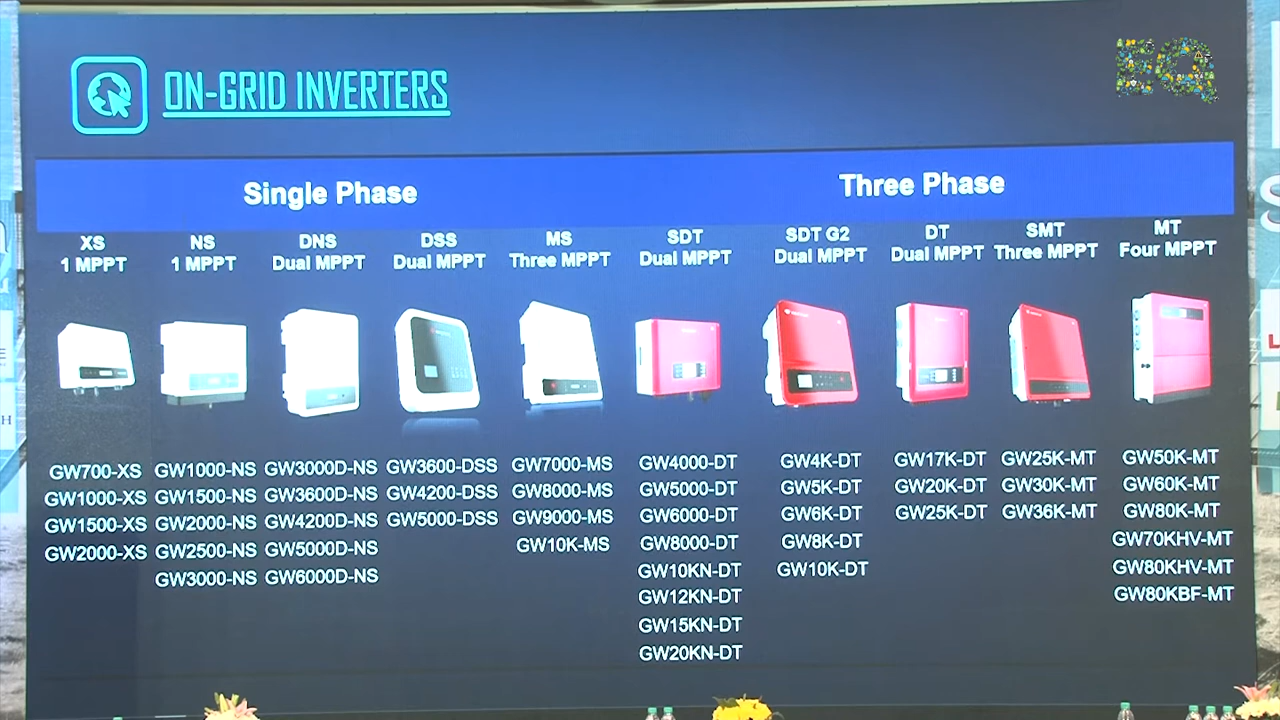 EQ
ON-GRID INVERTERS
Single Phase
Three Phase
XS
1 MPPT
NS
1 MPPT
DNS
Dual MPPT
DSS
Dual MPPT
MS
Three MPPT
SDT
Dual MPPT
SDT G2
Dual MPPT
DT
Dual MPPT
SMT
Three MPPT
MT
Four MPPT
GW700-XS
GW1000-XS
GW1500-XS
GW2000-XS
GW1000-NS
GW1500-NS
GW2000-NS
GW2500-NS
GW3000-NS
GW3000D-NS
GW3600D-NS
GW4200D-NS
GW5000D-NS
GW6000D-NS
GW3600-DSS
GW4200-DSS
GW5000-DSS
GW7000-MS
GW8000-MS
GW9000-MS
GW10K-MS
GW4000-DT
GW5000-DT
GW6000-DT
GW8000-DT
GW10KN-DT
GW12KN-DT
GW15KN-DT
GW20KN-DT
GW4K-DT
GW5K-DT
GW6K-DT
GW8K-DT
GW10K-DT
GW17K-DT
GW20K-DT
GW25K-DT
GW25K-MT
GW30K-MT
GW36K-MT
GW50K-MT
GW60K-MT
GW80K-MT
GW70KHV-MT
GW80KHV-MT
GW80KBF-MT